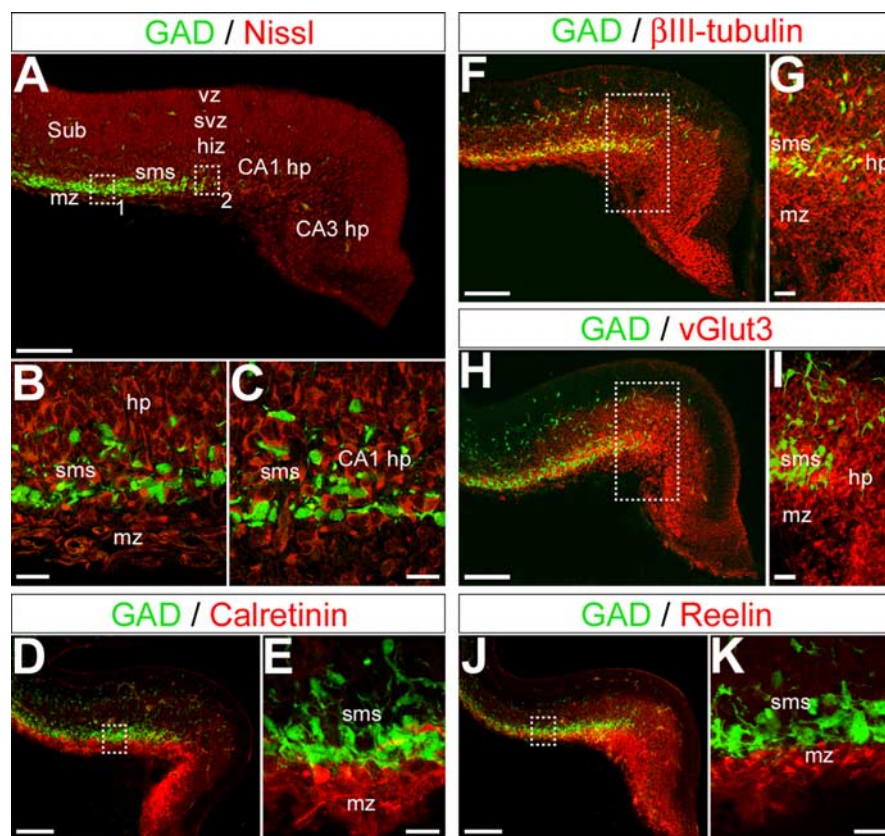 GAD / Nissl
A
vz
Sub
svz
hiz
sms
CA1 hp
mz
1
2
CA3 hp
B
hp
sms
mz
C
sms
CA1 hp
GAD / Calretinin
D
E
sms
mz
GAD / βIII-tubulin
F
G
sms
hp
mz
GAD / vGlut3
H
I
sms
hp
mz
GAD / Reelin
J
K
sms
mz